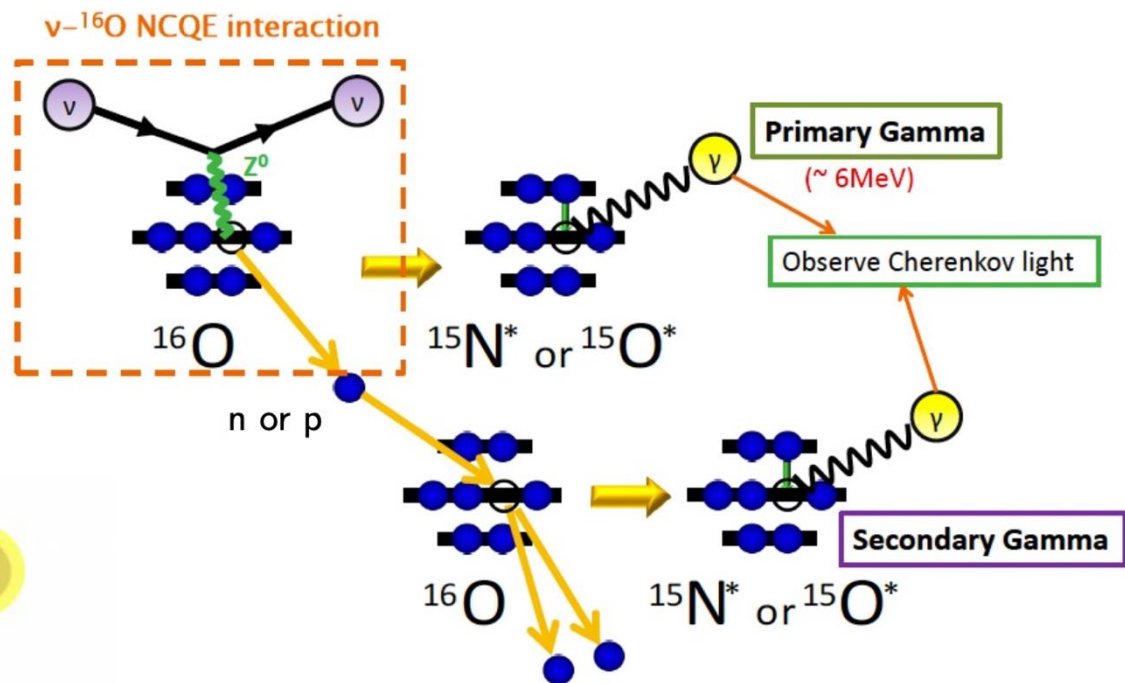 ν-¹⁶O NCQE interaction
ν
ν
Z⁰
¹⁶O
n or p
¹⁵N* or ¹⁵O*
γ
Primary Gamma
(~ 6MeV)
Observe Cherenkov light
¹⁶O
¹⁵N* or ¹⁵O*
γ
Secondary Gamma